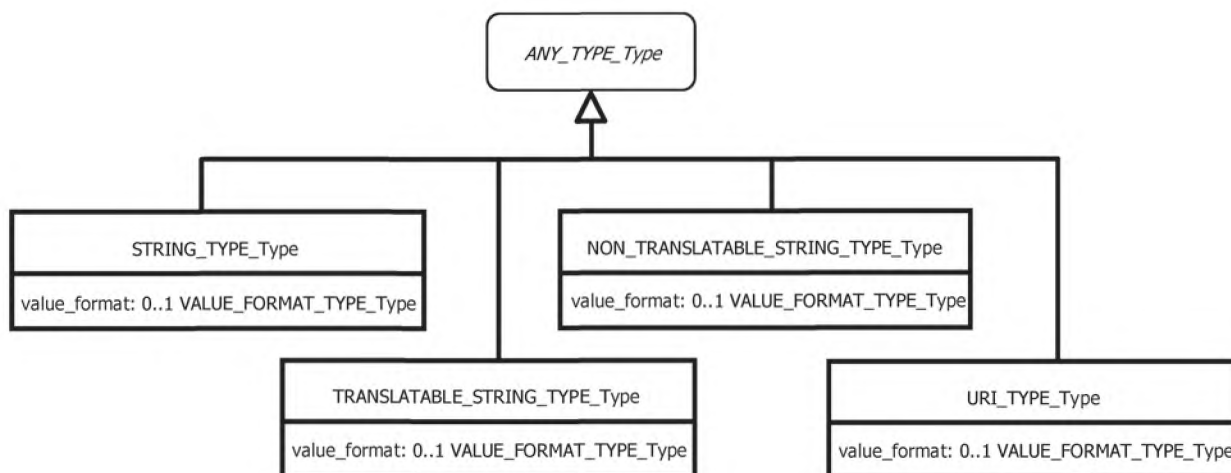 ANY_TYPE_Type
STRING_TYPE_Type
value_format: 0..1 VALUE_FORMAT_TYPE_Type
NON_TRANSLATABLE_STRING_TYPE_Type
value_format: 0..1 VALUE_FORMAT_TYPE_Type
TRANSLATABLE_STRING_TYPE_Type
value_format: 0..1 VALUE_FORMAT_TYPE_Type
URI_TYPE_Type
value_format: 0..1 VALUE_FORMAT_TYPE_Type